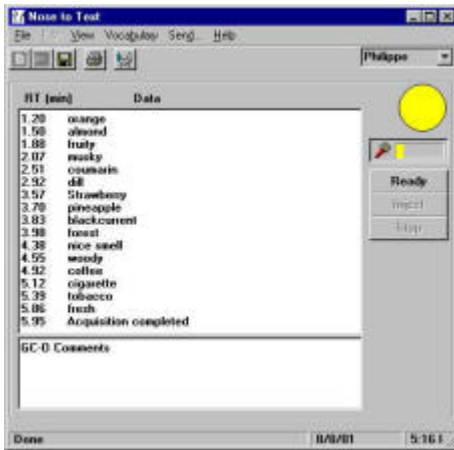 Nose to Text
File View Vocabulary Send... Help
Philippe
RT (min) Data
1.20 orange
1.50 almond
1.88 fruity
2.07 musky
2.51 coumarin
2.92 dill
3.57 Strawberry
3.70 pineapple
3.83 blackcurrent
3.98 forest
4.38 nice smell
4.55 woody
4.92 coffee
5.12 cigarette
5.39 tobacco
5.86 fresh
5.95 Acquisition completed
Ready
Inject
Stop
GC-O Comments
Done 8/8/01 5:16